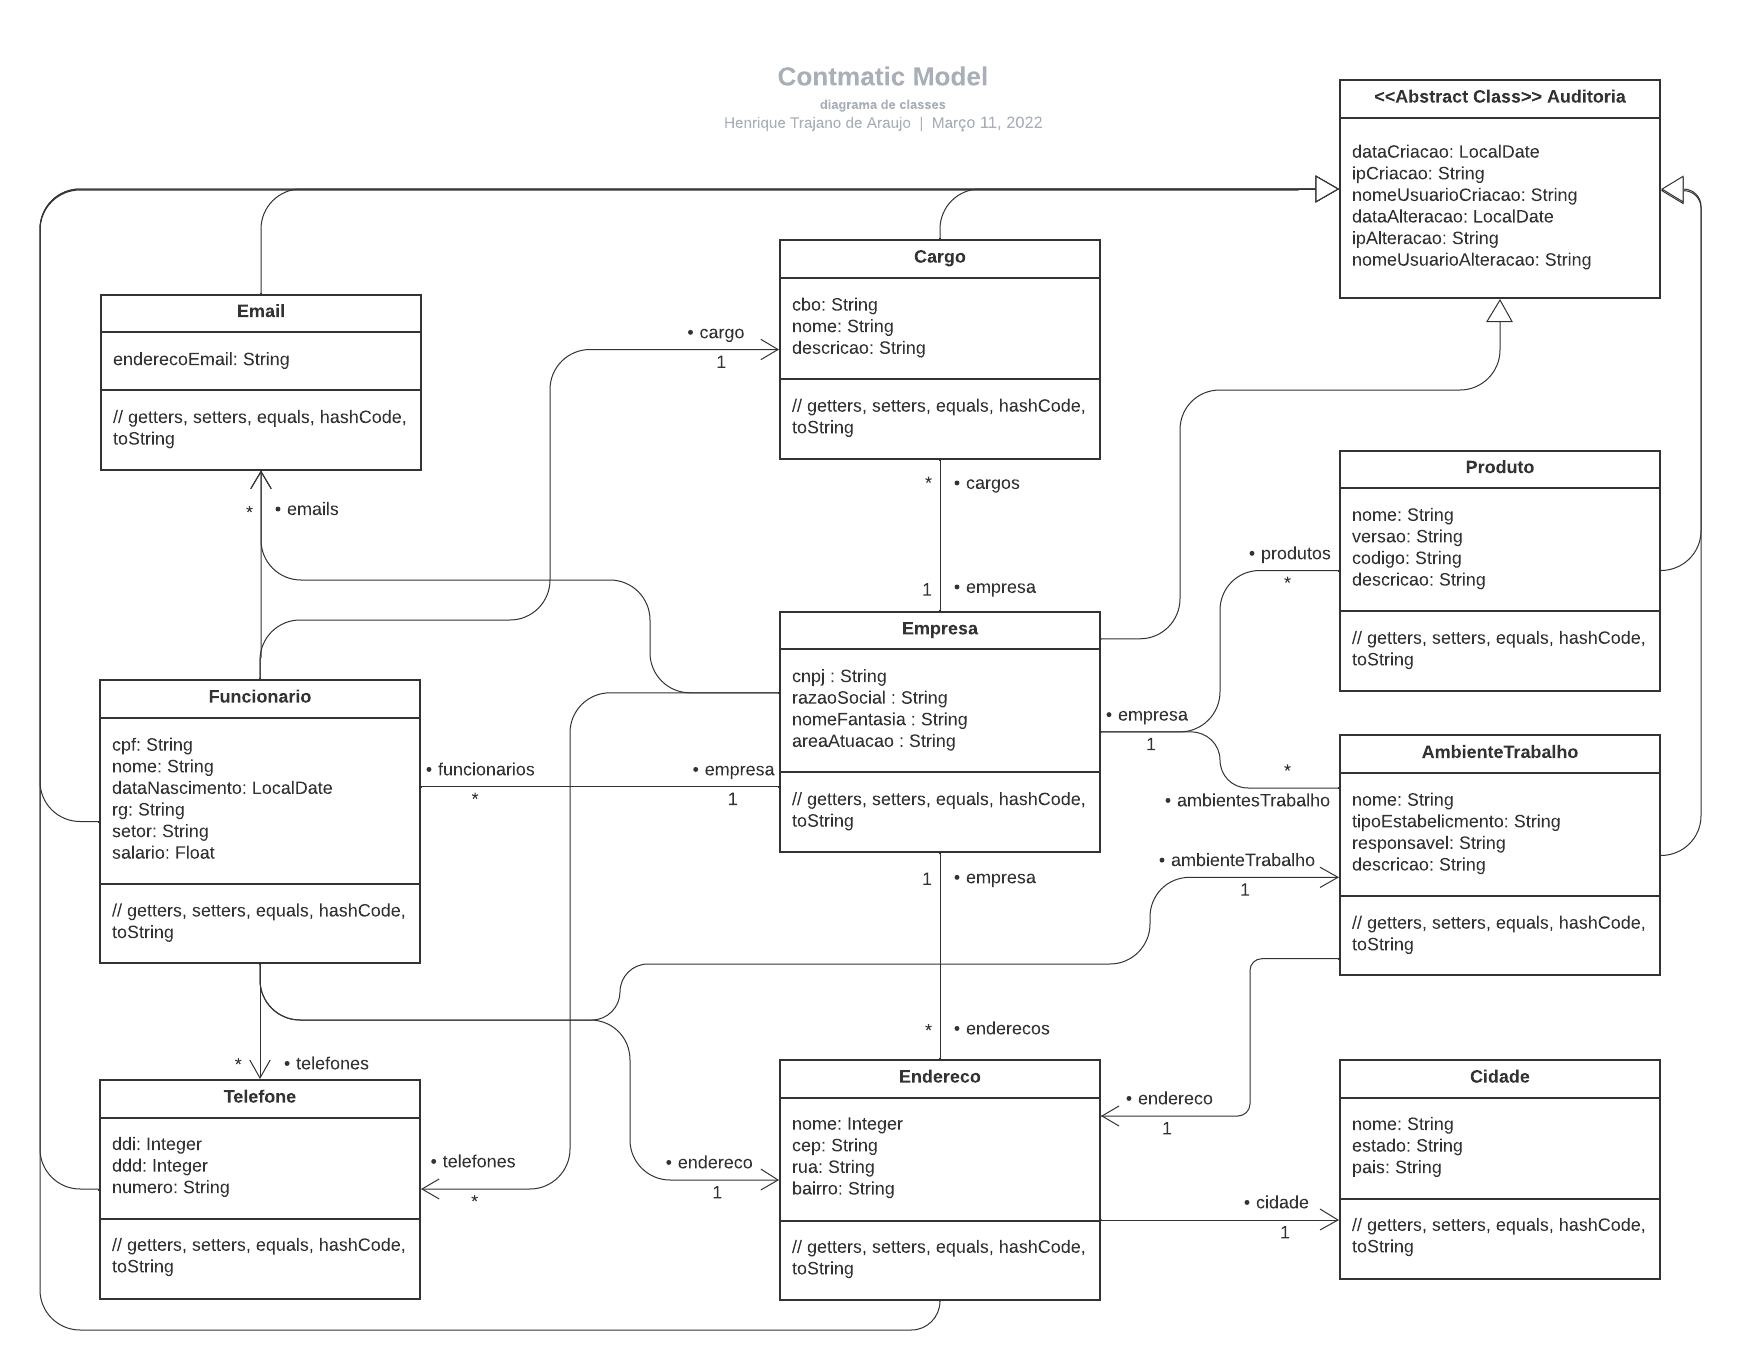 Contmatic Model
diagrama de classes
Henrique Trajano de Araujo | Março 11, 2022
<<Abstract Class>> Auditoria
dataCriacao: LocalDate
ipCriacao: String
nomeUsuarioCriacao: String
dataAlteracao: LocalDate
ipAlteracao: String
nomeUsuarioAlteracao: String
Cargo
cbo: String
nome: String
descricao: String
// getters, setters, equals, hashCode,
toString
Email
enderecoEmail: String
// getters, setters, equals, hashCode,
toString
• cargo
1
* • cargos
1 • empresa
* • emails
Produto
nome: String
versao: String
codigo: String
descricao: String
// getters, setters, equals, hashCode,
toString
• produtos
*
Empresa
cnpj : String
razaoSocial : String
nomeFantasia : String
areaAtuacao : String
// getters, setters, equals, hashCode,
toString
• empresa
1
*
• ambientesTrabalho
Funcionario
cpf: String
nome: String
dataNascimento: LocalDate
rg: String
setor: String
salario: Float
// getters, setters, equals, hashCode,
toString
• funcionarios
*
• empresa
1
AmbienteTrabalho
nome: String
tipoEstabelicmento: String
responsavel: String
descricao: String
// getters, setters, equals, hashCode,
toString
• ambienteTrabalho
1
1 • empresa
* • enderecos
* • telefones
Telefone
ddi: Integer
ddd: Integer
numero: String
// getters, setters, equals, hashCode,
toString
• telefones
*
• endereco
1
Endereco
nome: Integer
cep: String
rua: String
bairro: String
// getters, setters, equals, hashCode,
toString
• endereco
1
• cidade
1
Cidade
nome: String
estado: String
pais: String
// getters, setters, equals, hashCode,
toString